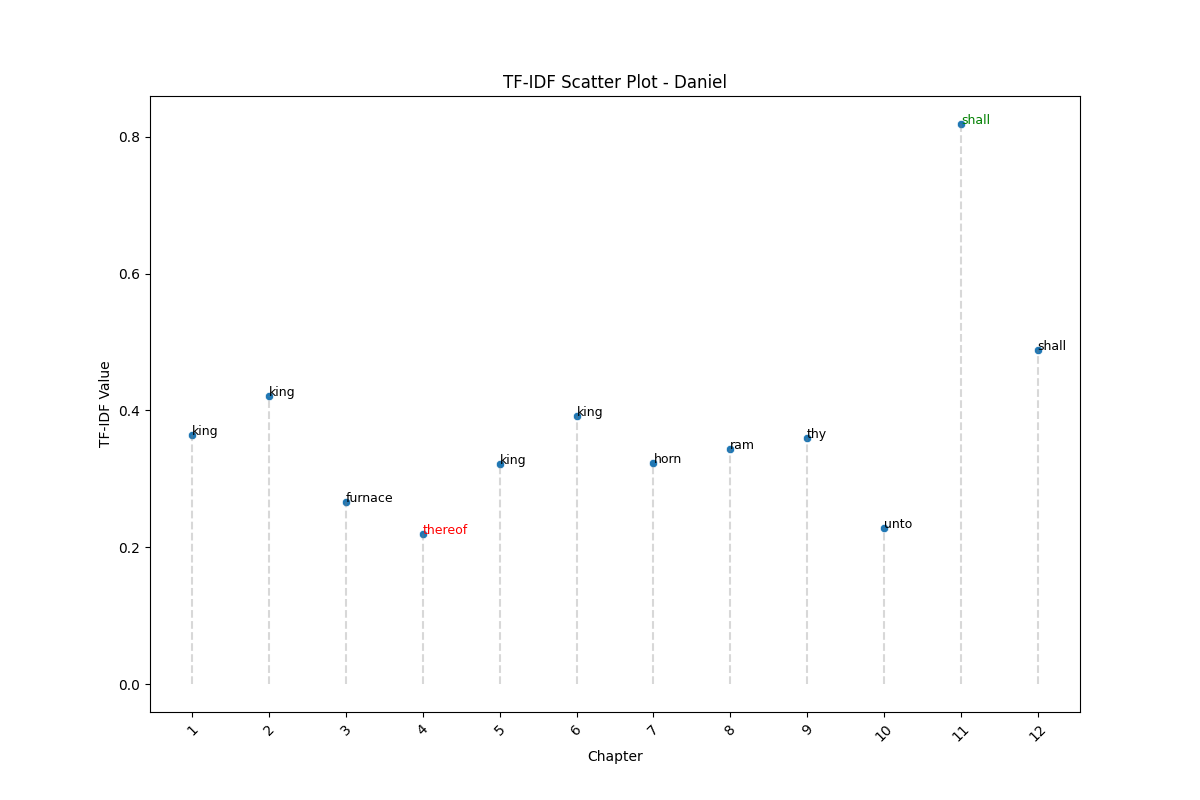 TF-IDF Scatter Plot - Daniel
TF-IDF Value
0.8
0.6
0.4
0.2
0.0
king
king
furnace
thereof
king
king
horn
ram
thy
unto
shall
shall
1 2 3 4 5 6 7 8 9 10 11 12
Chapter